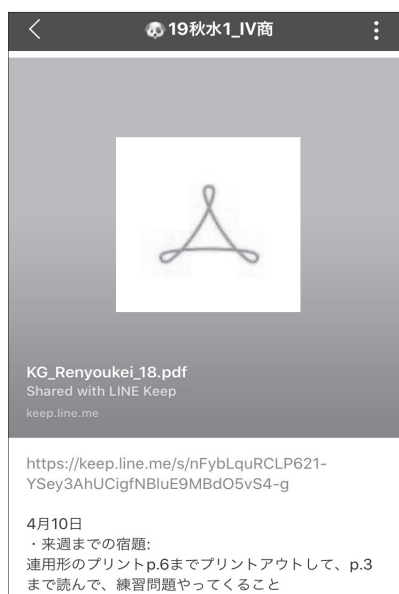 19秋水1_IV商
KG_Renyoukei_18.pdf
Shared with LINE Keep
keep.line.me
https://keep.line.me/s/nFybLquRCLP621-
YSey3AhUCigfNBluE9MBdO5vS4-g
4月10日
・来週までの宿題:
連用形のプリントp.6までプリントアウトして、p.3
まで読んで、練習問題やってくること